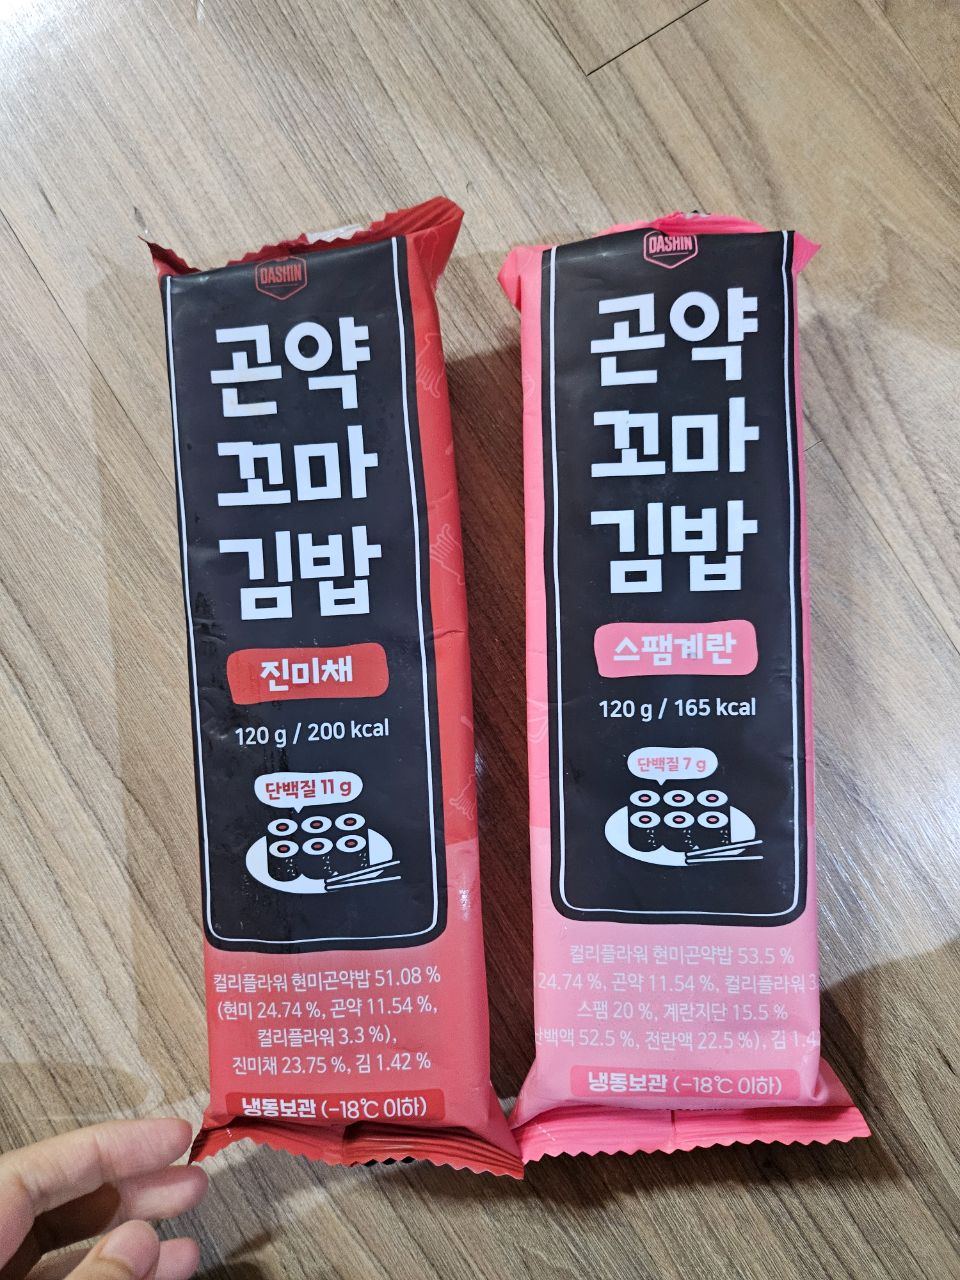 DASHIN
곤약
꼬마
김밥
진미채
120 g / 200 kcal
단백질 11 g
컬리플라워 현미곤약밥 51.08 %
(현미 24.74 %, 곤약 11.54 %,
컬리플라워 3.3 %),
진미채 23.75 %, 김 1.42 %
냉동보관 (-18℃ 이하)
DASHIN
곤약
꼬마
김밥
스팸계란
120 g / 165 kcal
단백질 7 g
컬리플라워 현미곤약밥 53.5 %
24.74 %, 곤약 11.54 %, 컬리플라워 3
스팸 20 %, 계란지단 15.5 %
52.5 %, 전란액 22.5 %), 김 1.4
냉동보관 (-18℃ 이하)